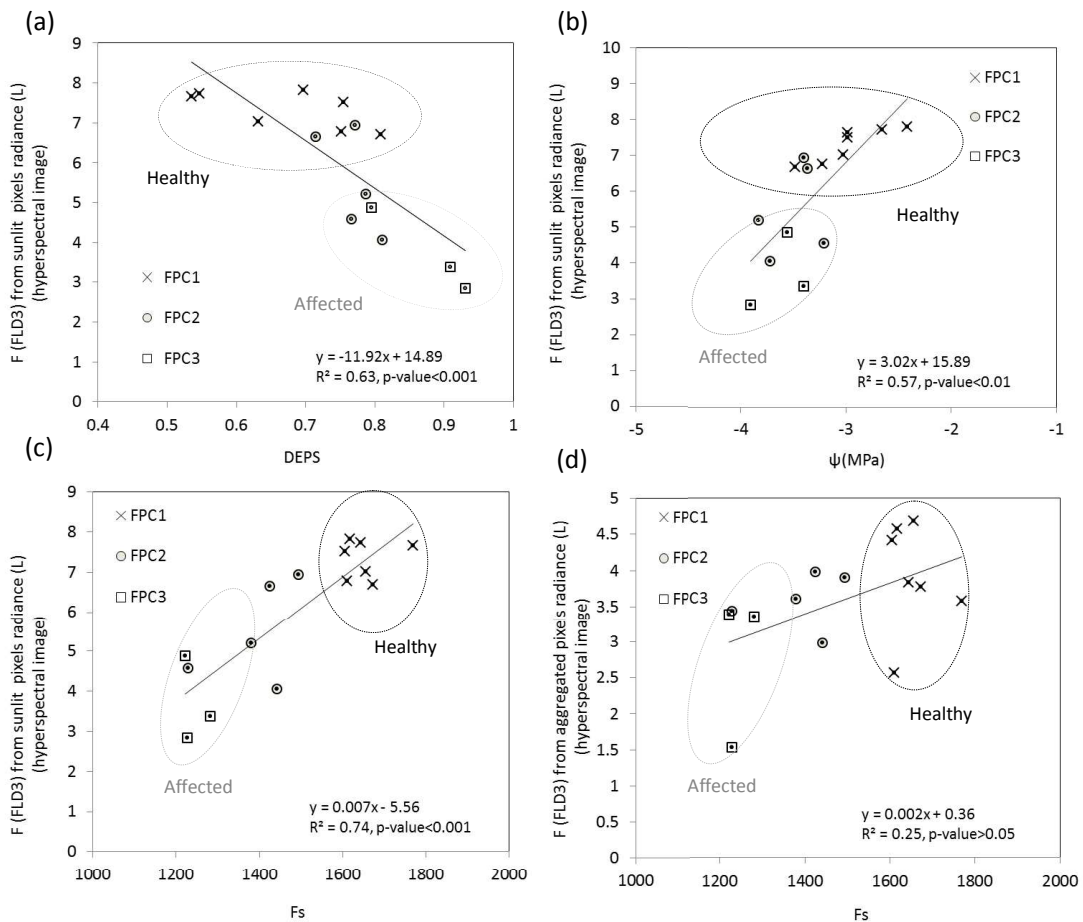 (a)
F (FLD3) from sunlit pixels radiance (L)
(hyperspectral image)
9
8
7
6
5
4
3
2
1
0
Healthy
Affected
FPC1
FPC2
FPC3
y = -11.92x + 14.89
R² = 0.63, p-value<0.001
0.4 0.5 0.6 0.7 0.8 0.9 1
DEPS
(b)
F (FLD3) from sunlit pixels radiance (L)
(hyperspectral image)
10
9
8
7
6
5
4
3
2
1
0
FPC1
FPC2
FPC3
Healthy
Affected
y = 3.02x + 15.89
R² = 0.57, p-value<0.01
-5 -4 -3 -2 -1
ψ(MPa)
(c)
F (FLD3) from sunlit pixels radiance (L)
(hyperspectral image)
9
8
7
6
5
4
3
2
1
0
FPC1
FPC2
FPC3
Healthy
Affected
y = 0.007x - 5.56
R² = 0.74, p-value<0.001
1000 1200 1400 1600 1800 2000
Fs
(d)
F (FLD3) from aggregated pixels radiance (L)
(hyperspectral image)
5
4.5
4
3.5
3
2.5
2
1.5
1
0.5
0
FPC1
FPC2
FPC3
Healthy
Affected
y = 0.002x + 0.36
R² = 0.25, p-value>0.05
1000 1200 1400 1600 1800 2000
Fs